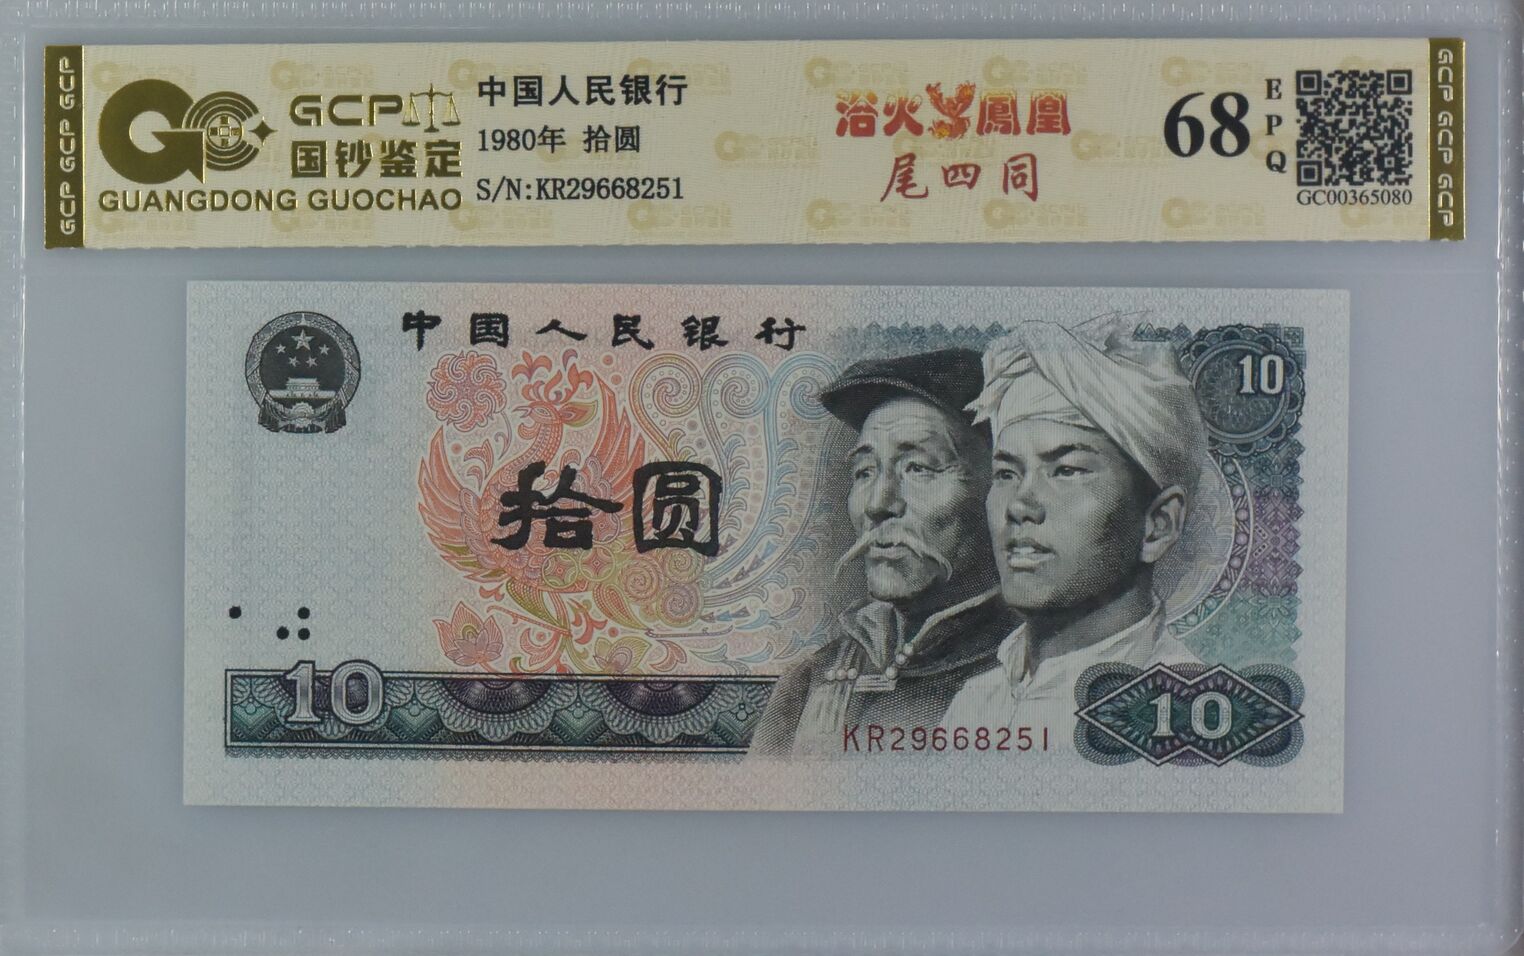 GCP GCP GCP
GCP
国钞鉴定
GUANGDONG GUOCHAO
中国人民银行
1980年 拾圆
S/N:KR29668251
浴火鳳凰
尾四同
68
EPQ
GC00365080
GCP GCP GCP
中国人民银行
10
拾圆
10
KR29668251
10